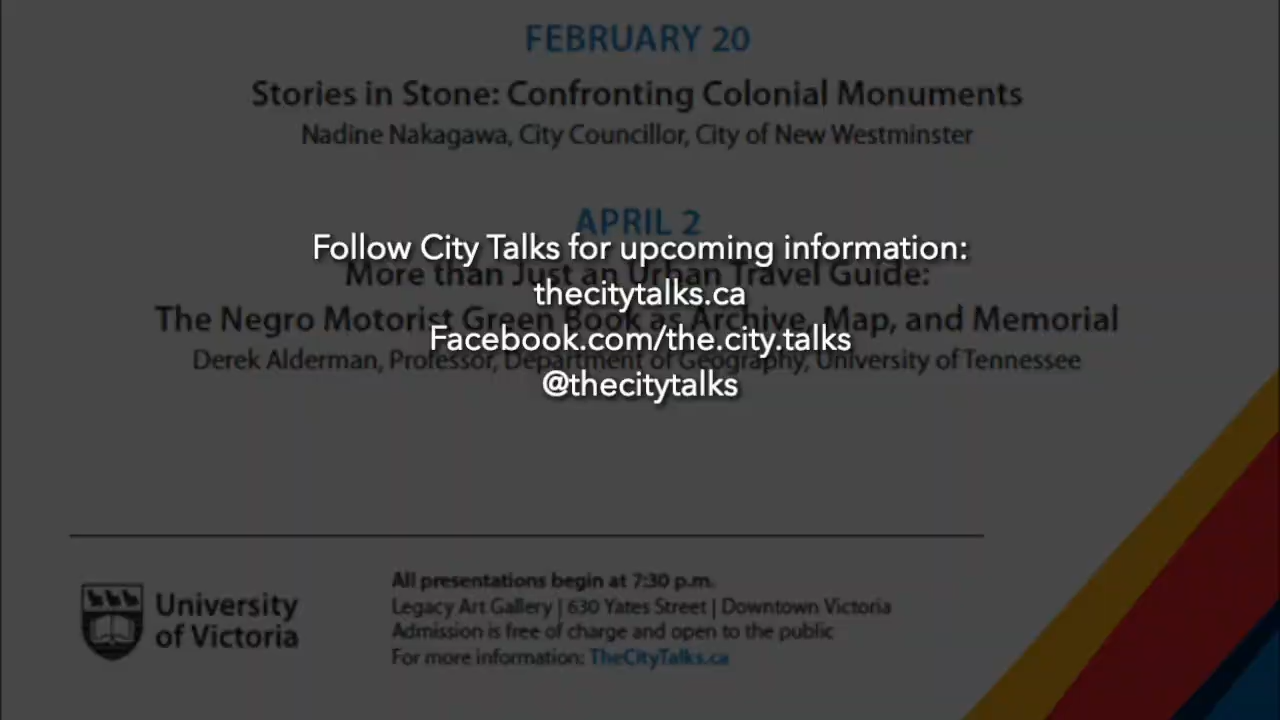 FEBRUARY 20
Stories in Stone: Confronting Colonial Monuments
Nadine Nakagawa, City Councillor, City of New Westminster
APRIL 2
Follow City Talks for upcoming information:
More than Just an Urban Travel Guide:
thecitytalks.ca
The Negro Motorist Green Book as Archive, Map, and Memorial
Facebook.com/the.city.talks
Derek Alderman, Professor, Department of Geography, University of Tennessee
@thecitytalks
University
of Victoria
All presentations begin at 7:30 p.m.
Legacy Art Gallery | 630 Yates Street | Downtown Victoria
Admission is free of charge and open to the public
For more information: TheCityTalks.ca